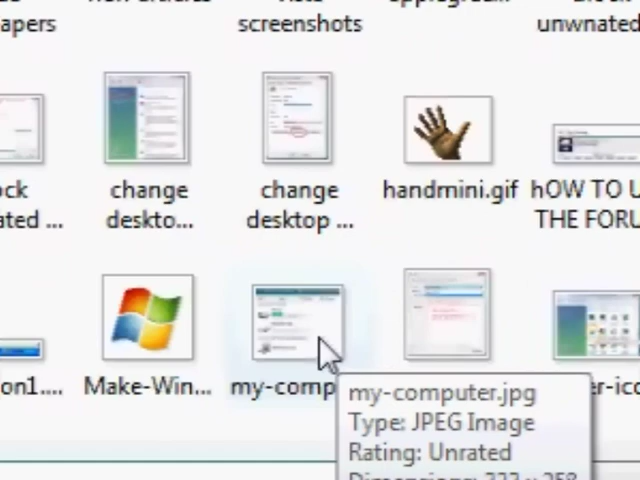 apers
screenshots
unwnated
change
deskto...
change
desktop ...
handmini.gif
hOW TO U
THE FORU
ock
ated ...
on1....
Make-Win...
my-comp
er-ico
my-computer.jpg
Type: JPEG Image
Rating: Unrated